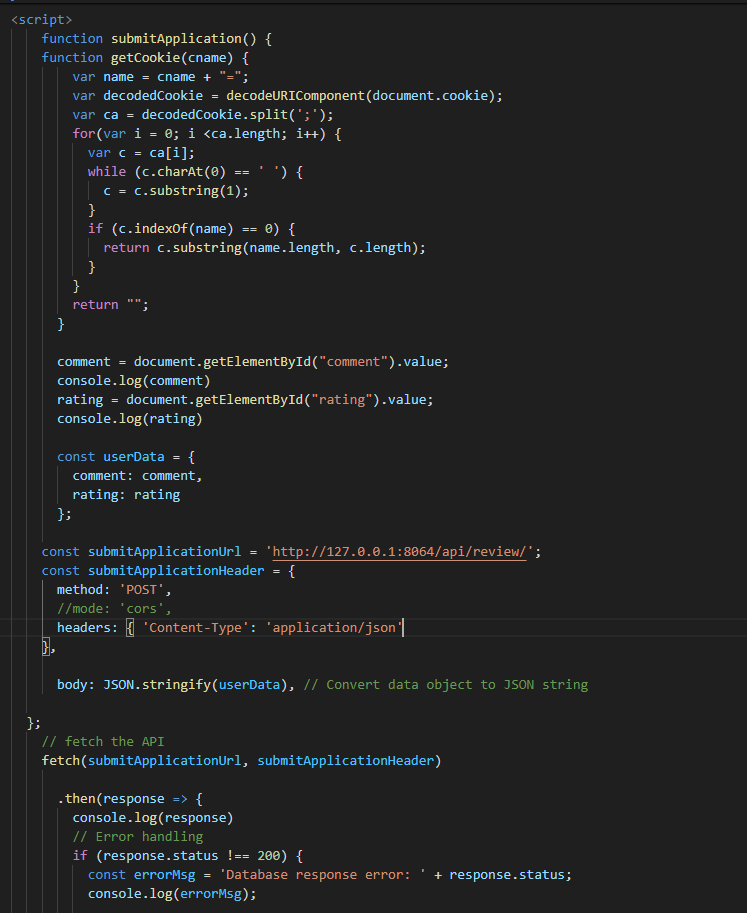 <script>
function submitApplication() {
function getCookie(cname) {
var name = cname + "=";
var decodedCookie = decodeURIComponent(document.cookie);
var ca = decodedCookie.split(';');
for(var i = 0; i <ca.length; i++) {
var c = ca[i];
while (c.charAt(0) == ' ') {
c = c.substring(1);
}
if (c.indexOf(name) == 0) {
return c.substring(name.length, c.length);
}
}
return "";
}
comment = document.getElementById("comment").value;
console.log(comment)
rating = document.getElementById("rating").value;
console.log(rating)
const userData = {
comment: comment,
rating: rating
};
const submitApplicationUrl = 'http://127.0.0.1:8064/api/review/';
const submitApplicationHeader = {
method: 'POST',
//mode: 'cors',
headers: { 'Content-Type': 'application/json'
},
body: JSON.stringify(userData), // Convert data object to JSON string
};
// fetch the API
fetch(submitApplicationUrl, submitApplicationHeader)
.then(response => {
console.log(response)
// Error handling
if (response.status !== 200) {
const errorMsg = 'Database response error: ' + response.status;
console.log(errorMsg);